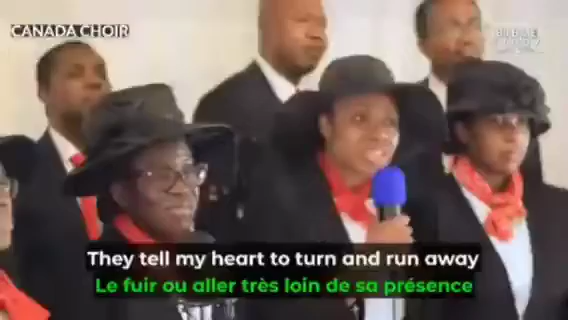 CANADA CHOIR
BIBLE
They tell my heart to turn and run away
Le fuir ou aller très loin de sa présence